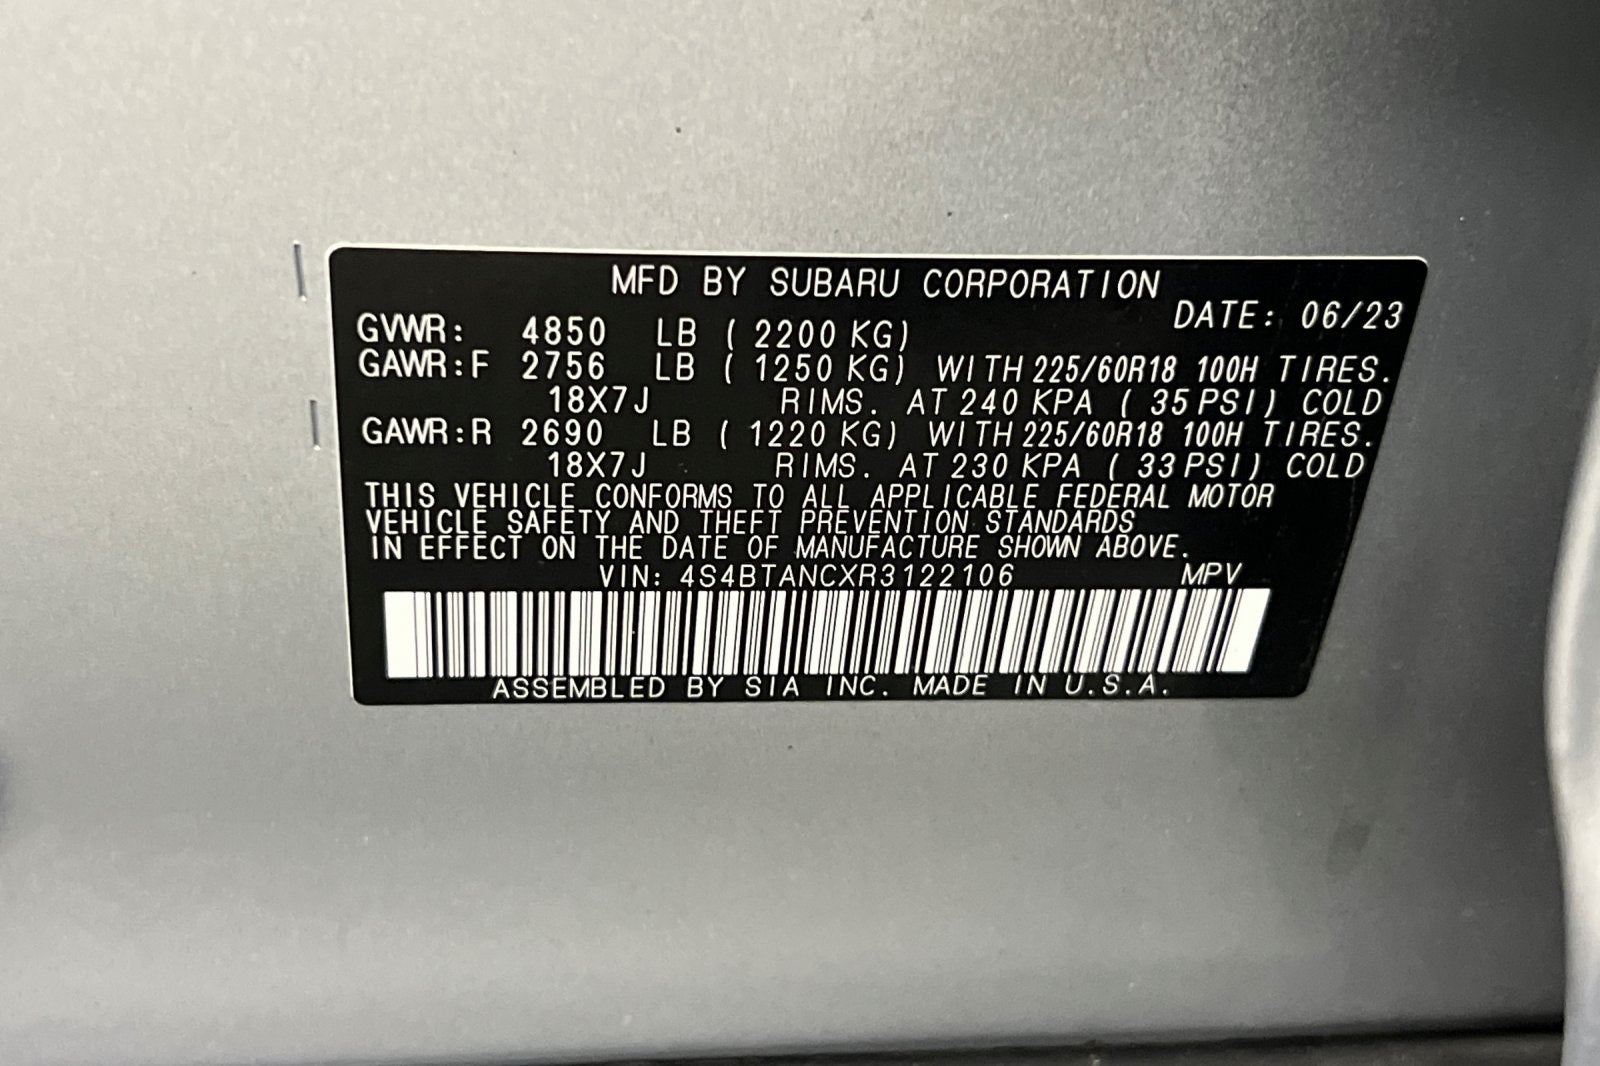 MFD BY SUBARU CORPORATION
DATE: 06/23
GVWR: 4850 LB ( 2200 KG)
GAWR:F 2756 LB ( 1250 KG) WITH 225/60R18 100H TIRES.
18X7J RIMS. AT 240 KPA ( 35 PSI) COLD
GAWR:R 2690 LB ( 1220 KG) WITH 225/60R18 100H TIRES.
18X7J RIMS. AT 230 KPA ( 33 PSI) COLD
THIS VEHICLE CONFORMS TO ALL APPLICABLE FEDERAL MOTOR
VEHICLE SAFETY AND THEFT PREVENTION STANDARDS
IN EFFECT ON THE DATE OF MANUFACTURE SHOWN ABOVE.
VIN: 4S4BTANCXR3122106 MPV
ASSEMBLED BY SIA INC. MADE IN U.S.A.